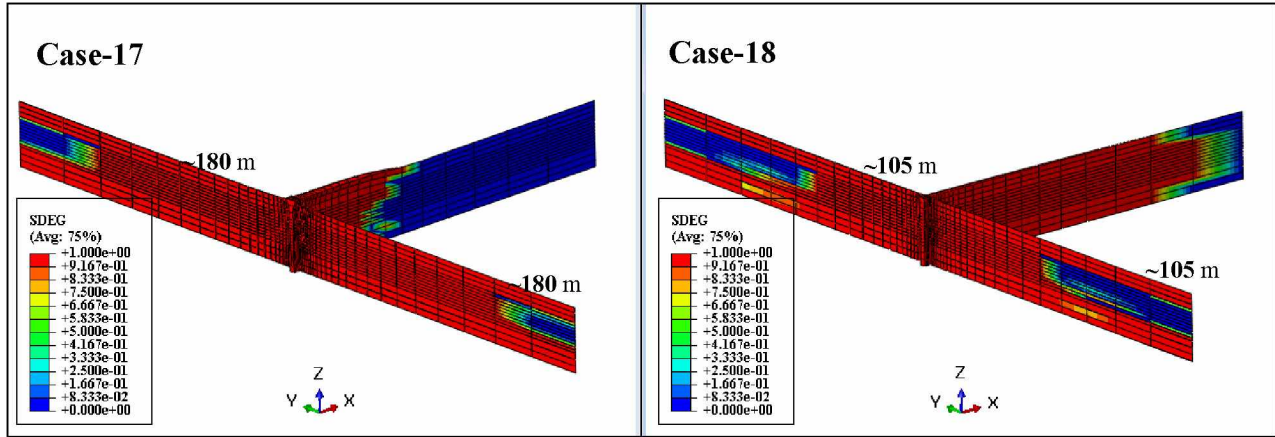 Case-17
~180 m
~180 m
SDEG
(Avg: 75%)
+1.000e+00
+9.167e-01
+8.333e-01
+7.500e-01
+6.667e-01
+5.833e-01
+5.000e-01
+4.167e-01
+3.333e-01
+2.500e-01
+1.667e-01
+8.333e-02
+0.000e+00
Z
Y
X
Case-18
~105 m
~105 m
SDEG
(Avg: 75%)
+1.000e+00
+9.167e-01
+8.333e-01
+7.500e-01
+6.667e-01
+5.833e-01
+5.000e-01
+4.167e-01
+3.333e-01
+2.500e-01
+1.667e-01
+8.333e-02
+0.000e+00
Z
Y
X